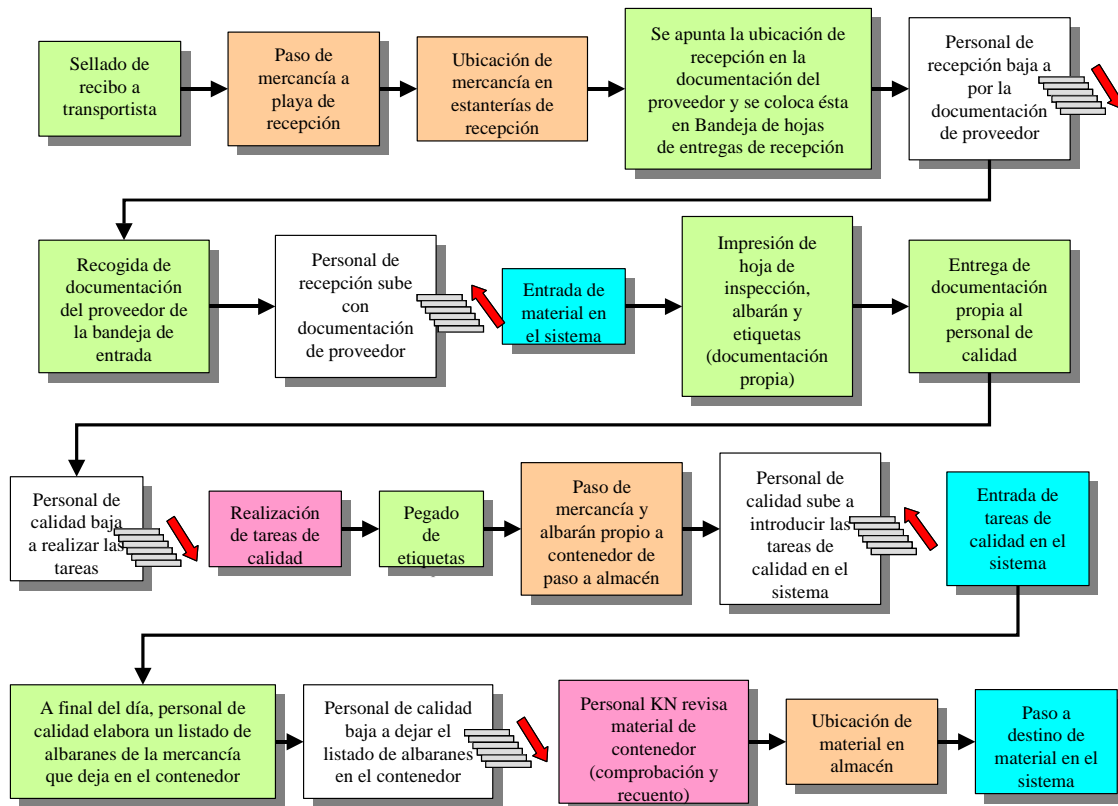 Sellado de
recibo a
transportista
Paso de
mercancía a
playa de
recepción
Ubicación de
mercancía en
estanterías de
recepción
Se apunta la ubicación de
recepción en la
documentación del
proveedor y se coloca ésta
en Bandeja de hojas
de entregas de recepción
Personal de
recepción baja a
por la
documentación
de proveedor
Recogida de
documentación
del proveedor de
la bandeja de
entrada
Personal de
recepción sube
con
documentación
de proveedor
Entrada de
material en
el sistema
Impresión de
hoja de
inspección,
albarán y
etiquetas
(documentación
propia)
Entrega de
documentación
propia al
personal de
calidad
Personal de
calidad baja
a realizar las
tareas
Realización
de tareas de
calidad
Pegado
de
etiquetas
Paso de
mercancía y
albarán propio a
contenedor de
paso a almacén
Personal de
calidad sube a
introducir las
tareas de
calidad en el
sistema
Entrada de
tareas de
calidad en el
sistema
A final del día, personal de
calidad elabora un listado de
albaranes de la mercancía
que deja en el contenedor
Personal de calidad
baja a dejar el
listado de albaranes
en el contenedor
Personal KN revisa
material de
contenedor
(comprobación y
recuento)
Ubicación de
material en
almacén
Paso a
destino de
material en el
sistema